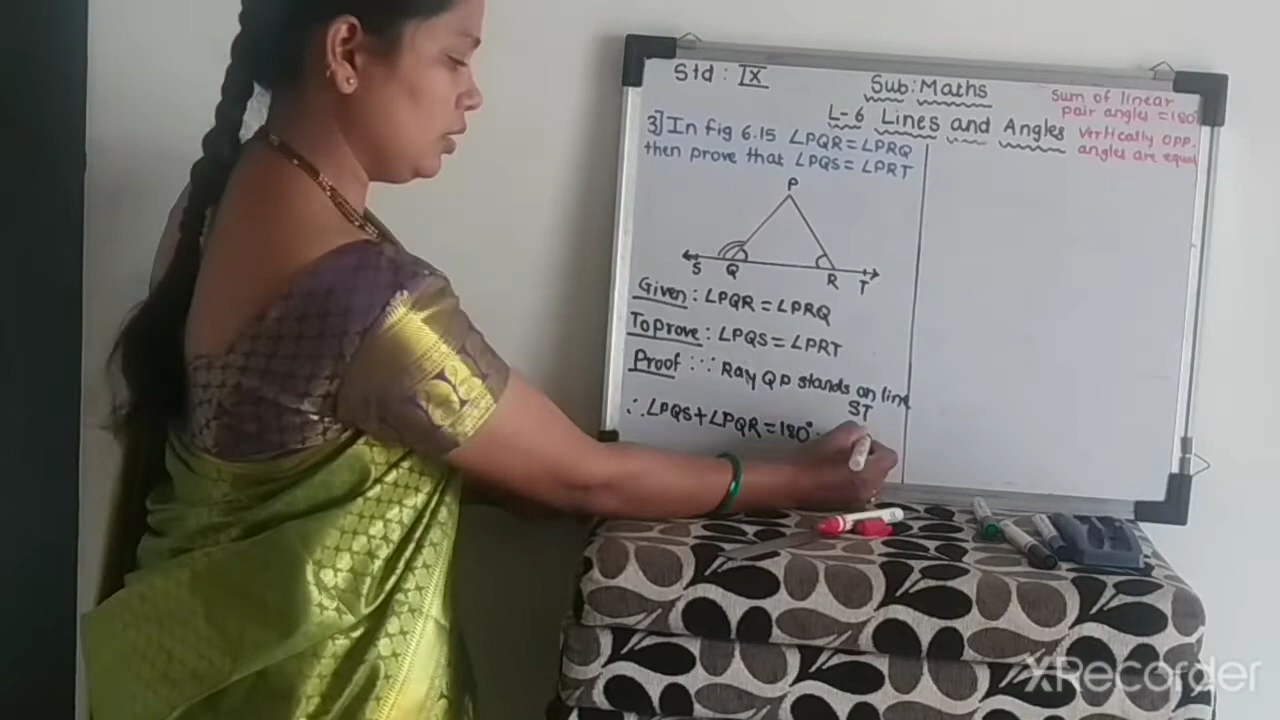 Std : IX
Sub: Maths
L-6 Lines and Angles
Sum of linear
pair angles = 180°
Vertically opp.
angles are equal
3] In fig 6.15 ∠PQR = ∠PRQ
then prove that ∠PQS = ∠PRT
P
S Q R T
Given : ∠PQR = ∠PRQ
To prove : ∠PQS = ∠PRT
Proof : ∵ Ray QP stands on line
ST
∴ ∠PQS + ∠PQR = 180°
XRecorder